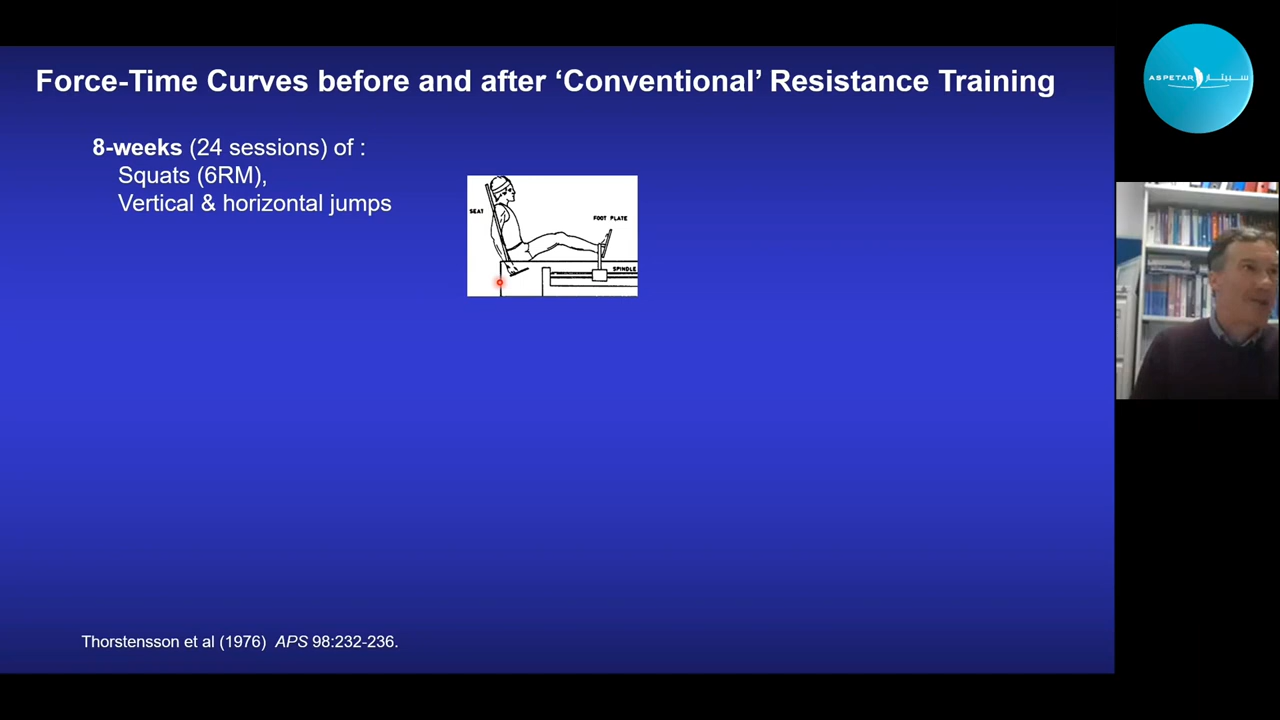 Force-Time Curves before and after ‘Conventional’ Resistance Training
8-weeks (24 sessions) of :
Squats (6RM),
Vertical & horizontal jumps
SEAT
FOOT PLATE
SPINDLE
Thorstensson et al (1976) APS 98:232-236.
ASPETAR سبيتار